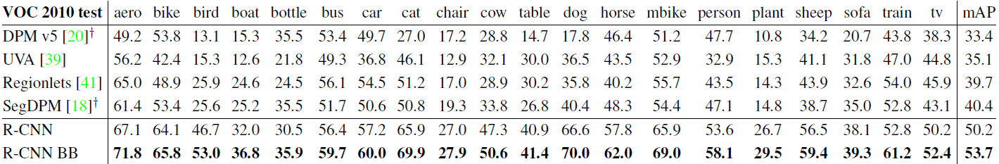 VOC 2010 test aero bike bird boat bottle bus car cat chair cow table dog horse mbike person plant sheep sofa train tv mAP
DPM v5 [20]† 49.2 53.8 13.1 15.3 35.5 53.4 49.7 27.0 17.2 28.8 14.7 17.8 46.4 51.2 47.7 10.8 34.2 20.7 43.8 38.3 33.4
UVA [39] 56.2 42.4 15.3 12.6 21.8 49.3 36.8 46.1 12.9 32.1 30.0 36.5 43.5 52.9 32.9 15.3 41.1 31.8 47.0 44.8 35.1
Regionlets [41] 65.0 48.9 25.9 24.6 24.5 56.1 54.5 51.2 17.0 28.9 30.2 35.8 40.2 55.7 43.5 14.3 43.9 32.6 54.0 45.9 39.7
SegDPM [18]† 61.4 53.4 25.6 25.2 35.5 51.7 50.6 50.8 19.3 33.8 26.8 40.4 48.3 54.4 47.1 14.8 38.7 35.0 52.8 43.1 40.4
R-CNN 67.1 64.1 46.7 32.0 30.5 56.4 57.2 65.9 27.0 47.3 40.9 66.6 57.8 65.9 53.6 26.7 56.5 38.1 52.8 50.2 50.2
R-CNN BB 71.8 65.8 53.0 36.8 35.9 59.7 60.0 69.9 27.9 50.6 41.4 70.0 62.0 69.0 58.1 29.5 59.4 39.3 61.2 52.4 53.7